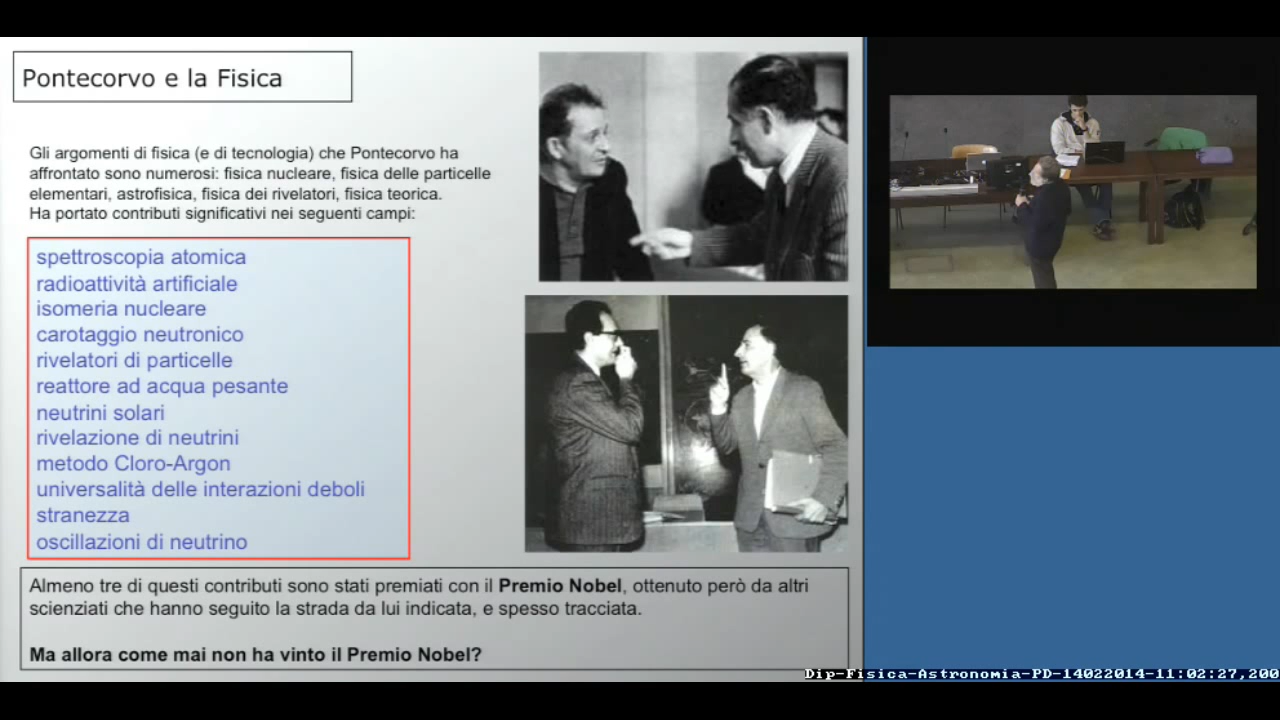 Pontecorvo e la Fisica
Gli argomenti di fisica (e di tecnologia) che Pontecorvo ha
affrontato sono numerosi: fisica nucleare, fisica delle particelle
elementari, astrofisica, fisica dei rivelatori, fisica teorica.
Ha portato contributi significativi nei seguenti campi:
spettroscopia atomica
radioattività artificiale
isomeria nucleare
carotaggio neutronico
rivelatori di particelle
reattore ad acqua pesante
neutrini solari
rivelazione di neutrini
metodo Cloro-Argon
universalità delle interazioni deboli
stranezza
oscillazioni di neutrino
Almeno tre di questi contributi sono stati premiati con il Premio Nobel, ottenuto però da altri
scienziati che hanno seguito la strada da lui indicata, e spesso tracciata.
Ma allora come mai non ha vinto il Premio Nobel?
Dip-Fisica-Astronomia-PD-14022014-11:02:27,200